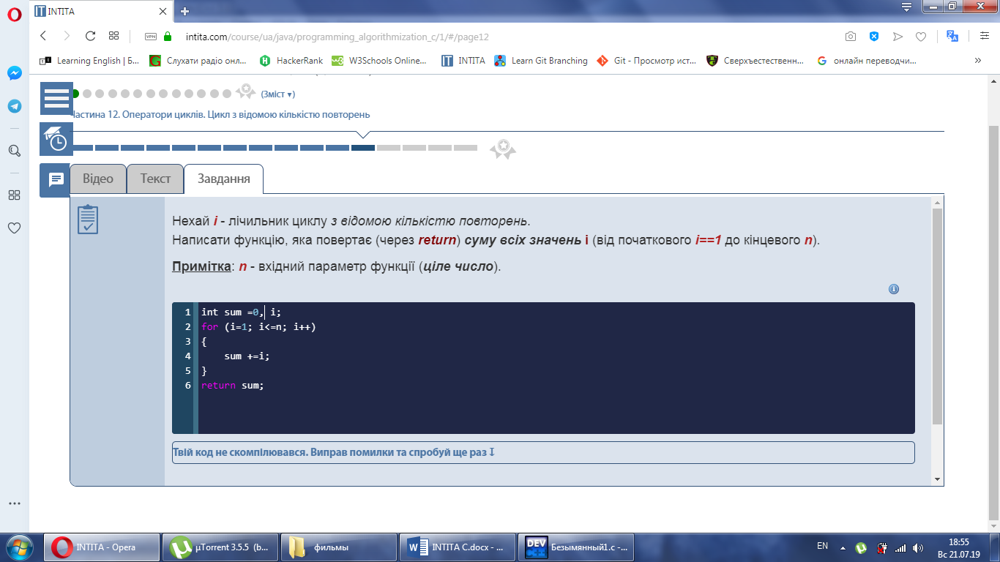 INTITA
VPN
intita.com/course/ua/java/programming_algorithmization_c/1/#/page12
Learning English | Б...
Слухати радіо онл...
HackerRank
W3Schools Online...
INTITA
Learn Git Branching
Git - Просмотр ист...
Сверхъестественн...
онлайн переводчи...
»
(Зміст ▾)
Частина 12. Оператори циклів. Цикл з відомою кількістю повторень
Відео
Текст
Завдання
Нехай i - лічильник циклу з відомою кількістю повторень.
Написати функцію, яка повертає (через return) суму всіх значень i (від початкового i==1 до кінцевого n).
Примітка: n - вхідний параметр функції (ціле число).
1 int sum =0, i;
2 for (i=1; i<=n; i++)
3 {
4 sum +=i;
5 }
6 return sum;
Твій код не скомпілювався. Виправ помилки та спробуй ще раз ↧
INTITA - Opera
µTorrent 3.5.5 (b...
фильмы
INTITA C.docx - ...
DEV
Безымянный1.c -...
EN
18:55
Вс 21.07.19